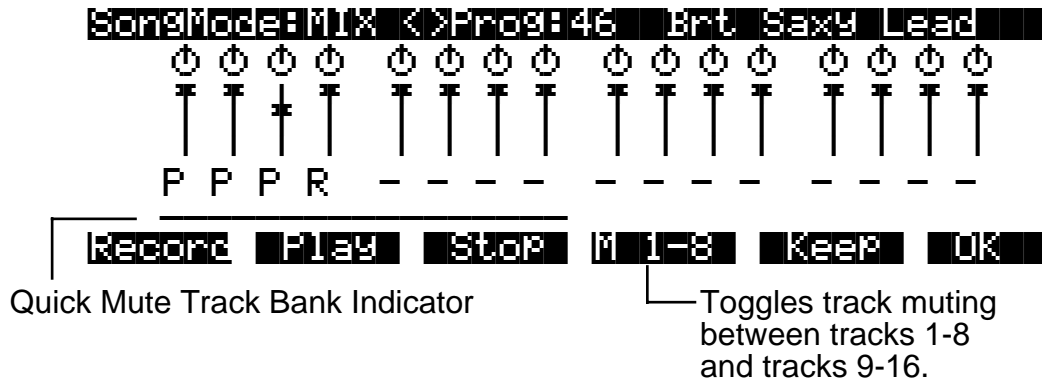 SongMode:MIX <>Prog:46 Brt Saxy Lead
P P P R - - - - - - - - - - - -
Record Play Stop M 1-8 Keep OK
Quick Mute Track Bank Indicator
Toggles track muting
between tracks 1-8
and tracks 9-16.